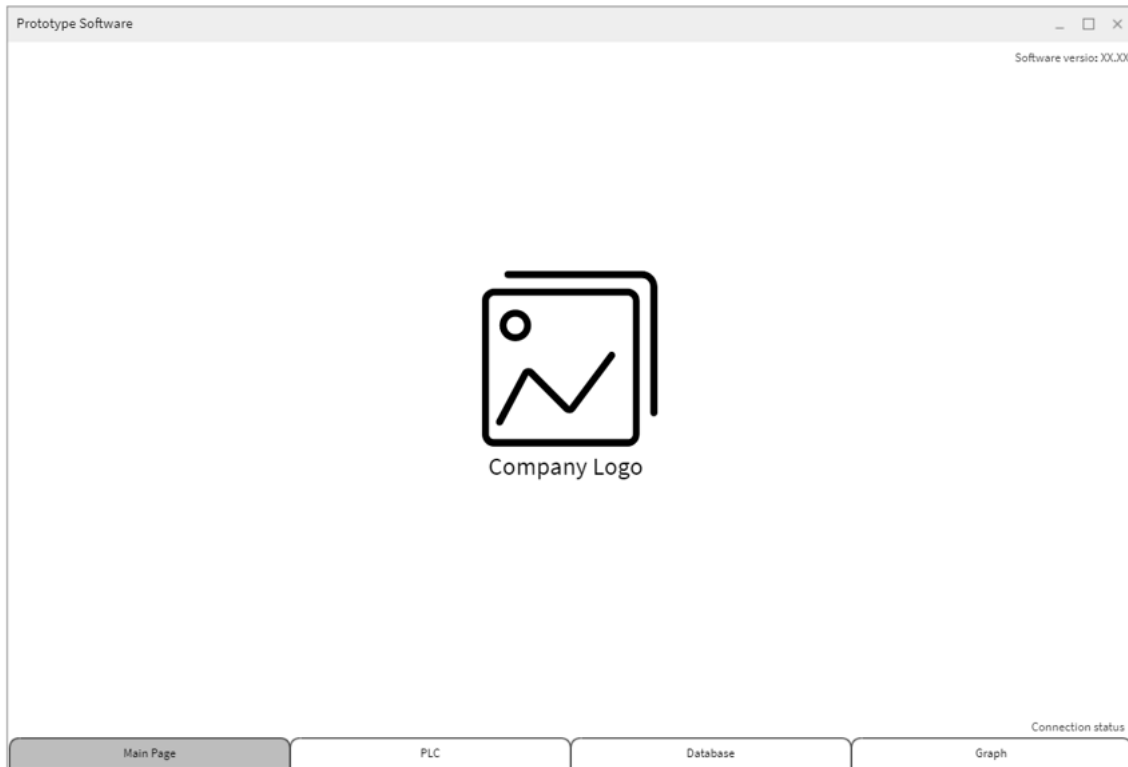 Prototype Software
Software versio: XX.XX
Company Logo
Connection status
Main Page
PLC
Database
Graph